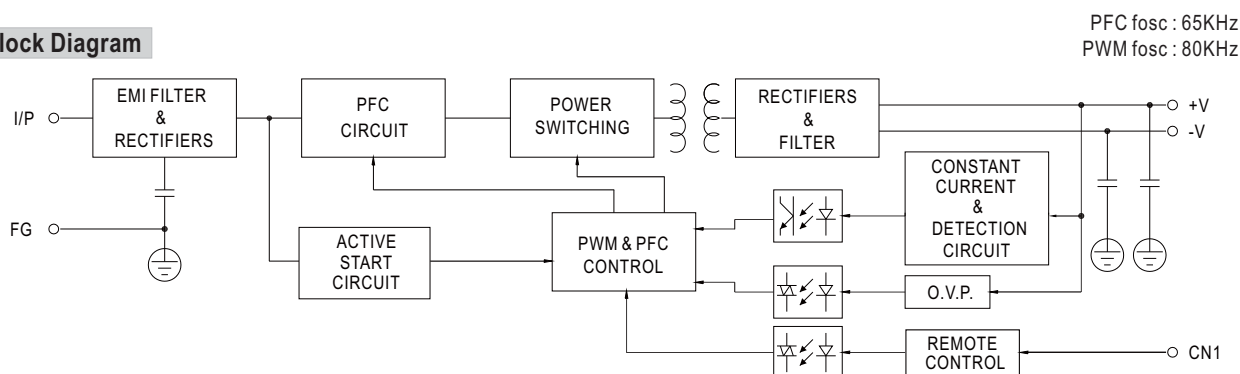 lock Diagram
PFC fosc : 65KHz
PWM fosc : 80KHz
I/P
EMI FILTER
&
RECTIFIERS
PFC
CIRCUIT
POWER
SWITCHING
RECTIFIERS
&
FILTER
+V
-V
FG
ACTIVE
START
CIRCUIT
PWM & PFC
CONTROL
CONSTANT
CURRENT
&
DETECTION
CIRCUIT
O.V.P.
REMOTE
CONTROL
CN1